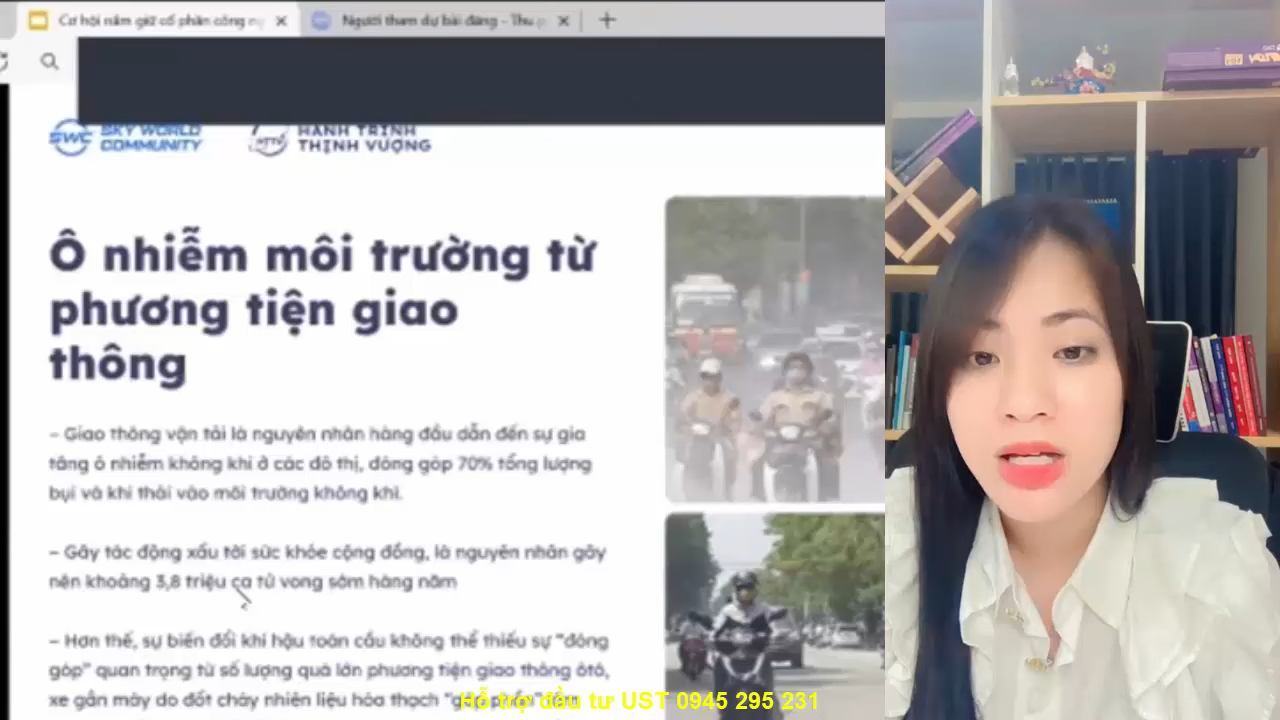 Cơ hội nắm giữ cổ phần công ng
Người tham dự bài đăng - Thu p
SWC SKY WORLD COMMUNITY
HÀNH TRÌNH THỊNH VƯỢNG
Ô nhiễm môi trường từ
phương tiện giao
thông
– Giao thông vận tải là nguyên nhân hàng đầu dẫn đến sự gia
tăng ô nhiễm không khí ở các đô thị, đóng góp 70% tổng lượng
bụi và khí thải vào môi trường không khí.
– Gây tác động xấu tới sức khỏe cộng đồng, là nguyên nhân gây
nên khoảng 3,8 triệu ca tử vong sớm hàng năm
– Hơn thế, sự biến đổi khí hậu toàn cầu không thể thiếu sự "đóng
góp" quan trọng từ số lượng quá lớn phương tiện giao thông ôtô,
xe gắn máy do đốt cháy nhiên liệu hóa thạch
Hỗ trợ đầu tư UST 0945 295 231